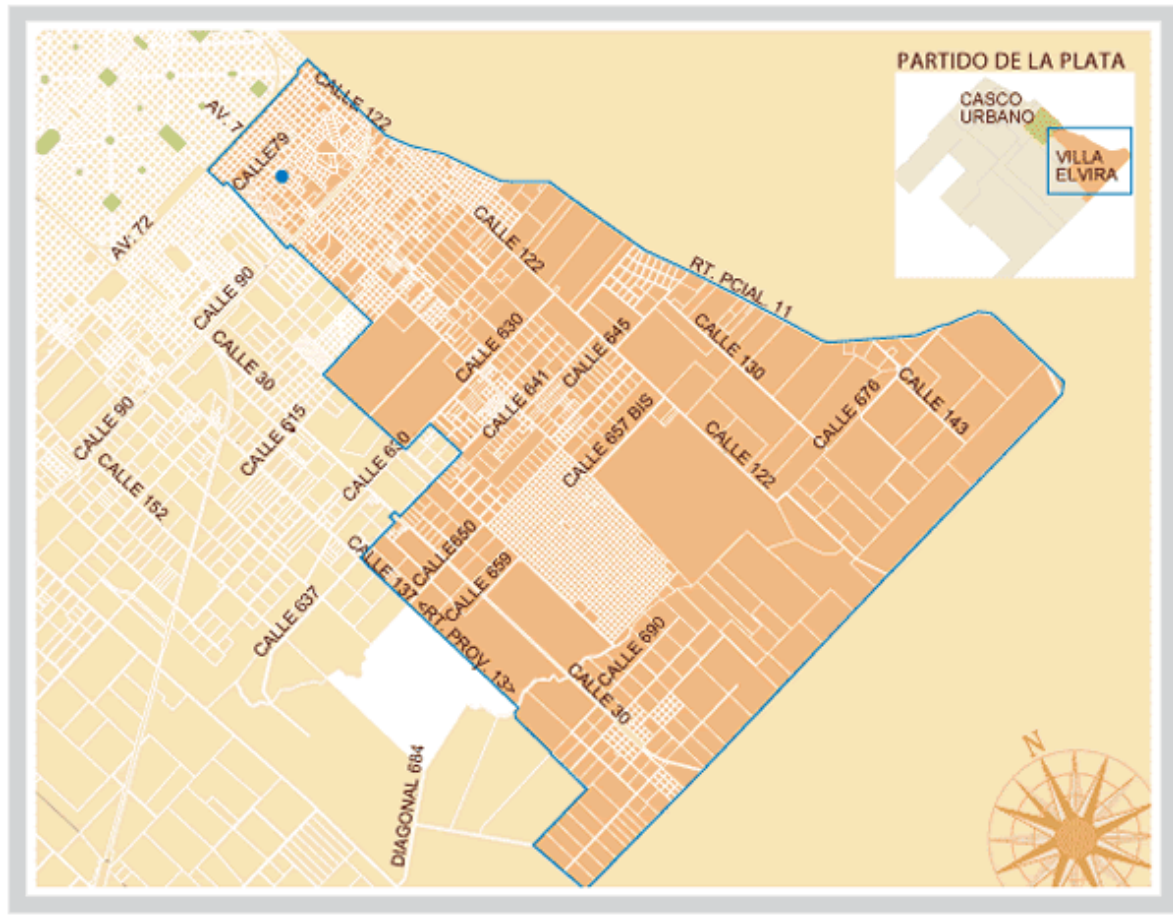 PARTIDO DE LA PLATA
CASCO
URBANO
VILLA
ELVIRA
CALLE 122
AV. 7
CALLE79
AV. 72
CALLE 122
RT. PCIAL. 11
CALLE 90
CALLE 30
CALLE 630
CALLE 645
CALLE 130
CALLE 641
CALLE 676
CALLE 143
CALLE 90
CALLE 615
CALLE 657 BIS
CALLE 122
CALLE 630
CALLE 152
CALLE 137 <RT. PROV. 13>
CALLE650
CALLE 659
CALLE 637
CALLE 690
CALLE 30
DIAGONAL 684
N